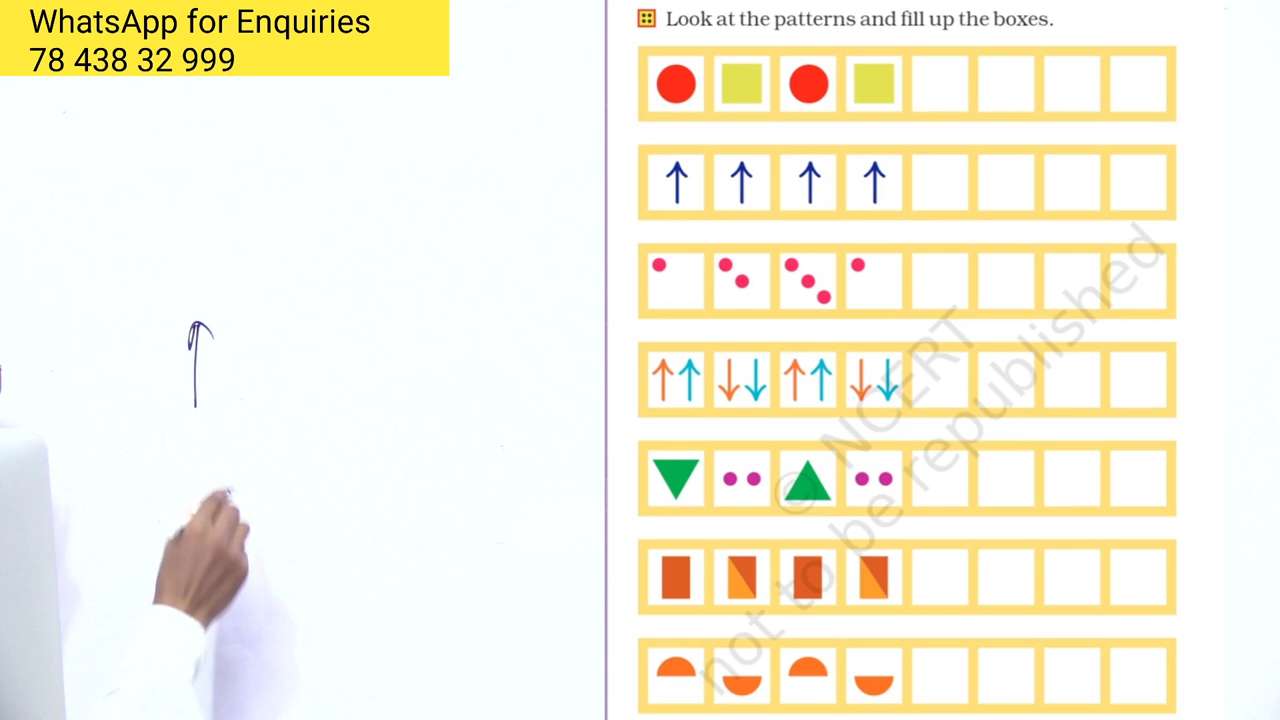 WhatsApp for Enquiries
78 438 32 999
Look at the patterns and fill up the boxes.
© NCERT
not to be republished